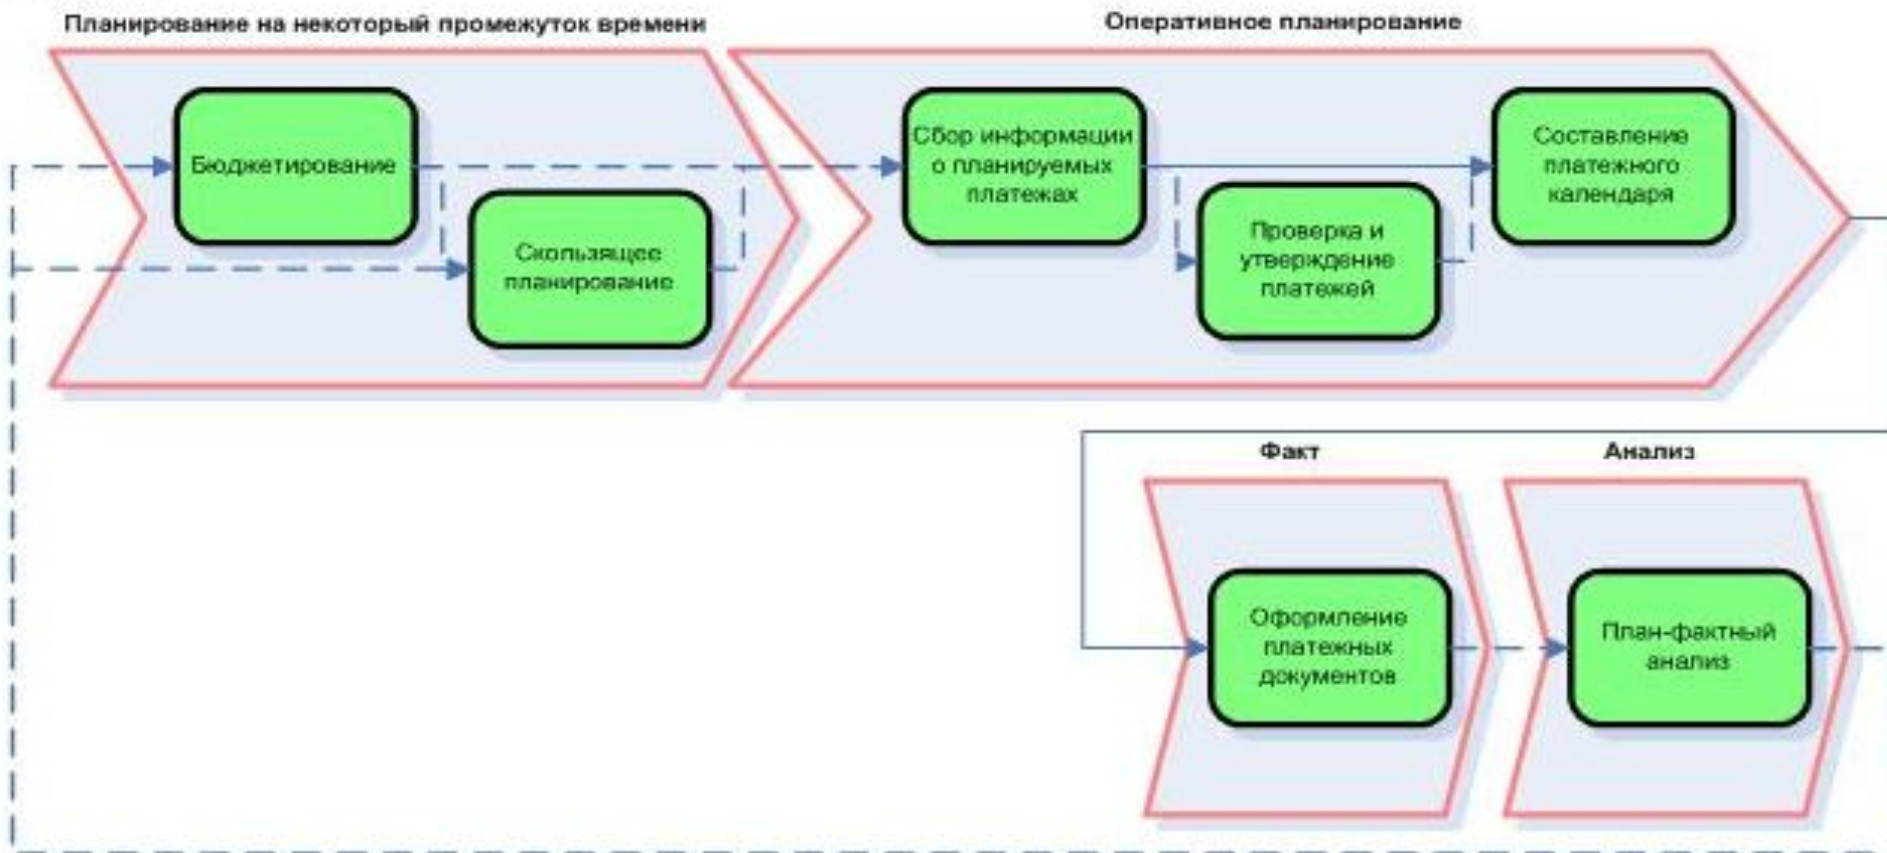 Планирование на некоторый промежуток времени
Оперативное планирование
Бюджетирование
Скользящее
планирование
Сбор информации
о планируемых
платежах
Проверка и
утверждение
платежей
Составление
платежного
календаря
Факт
Анализ
Оформление
платежных
документов
План-фактный
анализ